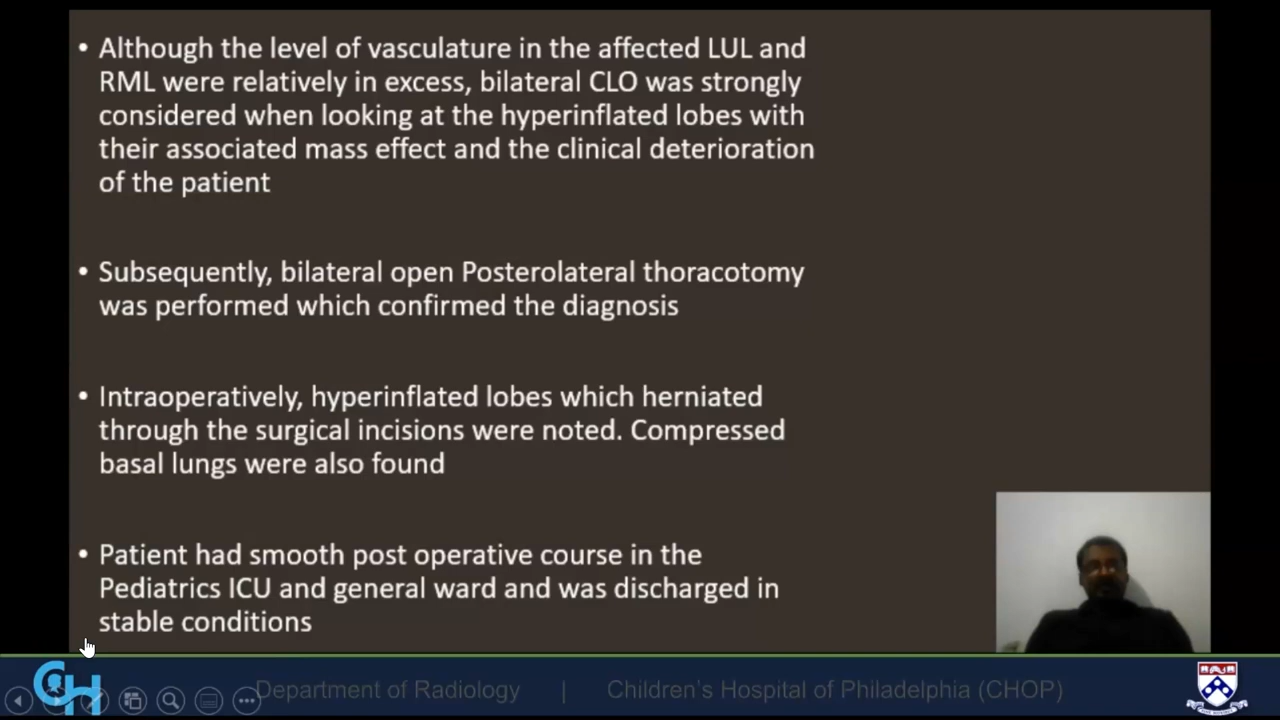 • Although the level of vasculature in the affected LUL and
RML were relatively in excess, bilateral CLO was strongly
considered when looking at the hyperinflated lobes with
their associated mass effect and the clinical deterioration
of the patient
• Subsequently, bilateral open Posterolateral thoracotomy
was performed which confirmed the diagnosis
• Intraoperatively, hyperinflated lobes which herniated
through the surgical incisions were noted. Compressed
basal lungs were also found
• Patient had smooth post operative course in the
Pediatrics ICU and general ward and was discharged in
stable conditions
CH Department of Radiology | Children's Hospital of Philadelphia (CHOP)